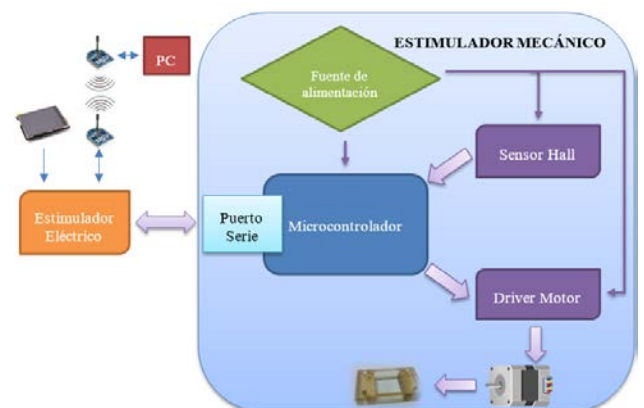 ESTIMULADOR MECÁNICO
PC
Fuente de
alimentación
Sensor Hall
Estimulador
Eléctrico
Puerto
Serie
Microcontrolador
Driver Motor